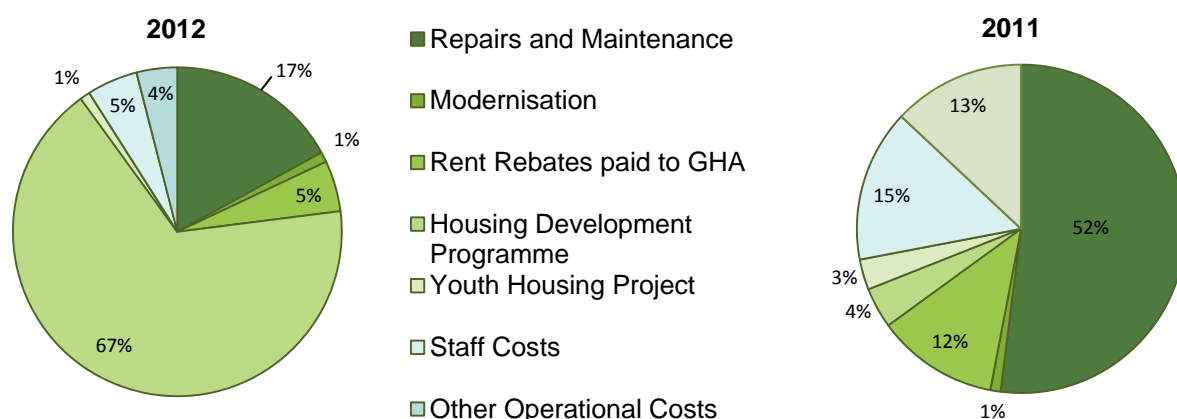 2012
1%
5%
4%
17%
1%
5%
67%
Repairs and Maintenance
Modernisation
Rent Rebates paid to GHA
Housing Development
Programme
Youth Housing Project
Staff Costs
Other Operational Costs
2011
13%
15%
52%
3%
4%
12%
1%